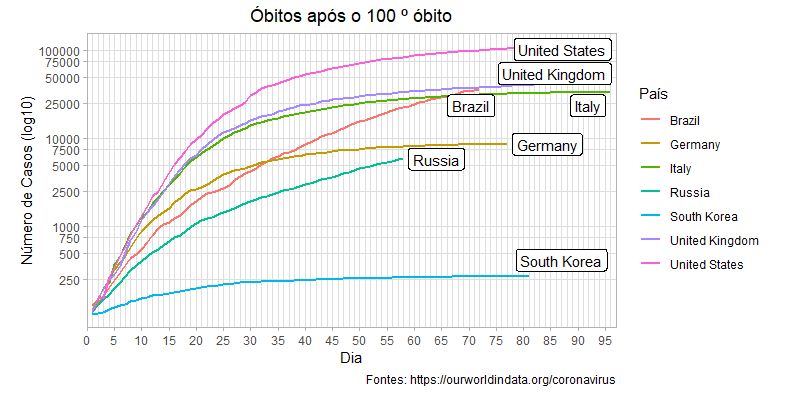 Óbitos após o 100 º óbito
Número de Casos (log10)
100000
75000
50000
25000
10000
7500
5000
2500
1000
750
500
250
United States
United Kingdom
Brazil
Italy
Germany
Russia
South Korea
0 5 10 15 20 25 30 35 40 45 50 55 60 65 70 75 80 85 90 95
Dia
País
Brazil
Germany
Italy
Russia
South Korea
United Kingdom
United States
Fontes: https://ourworldindata.org/coronavirus